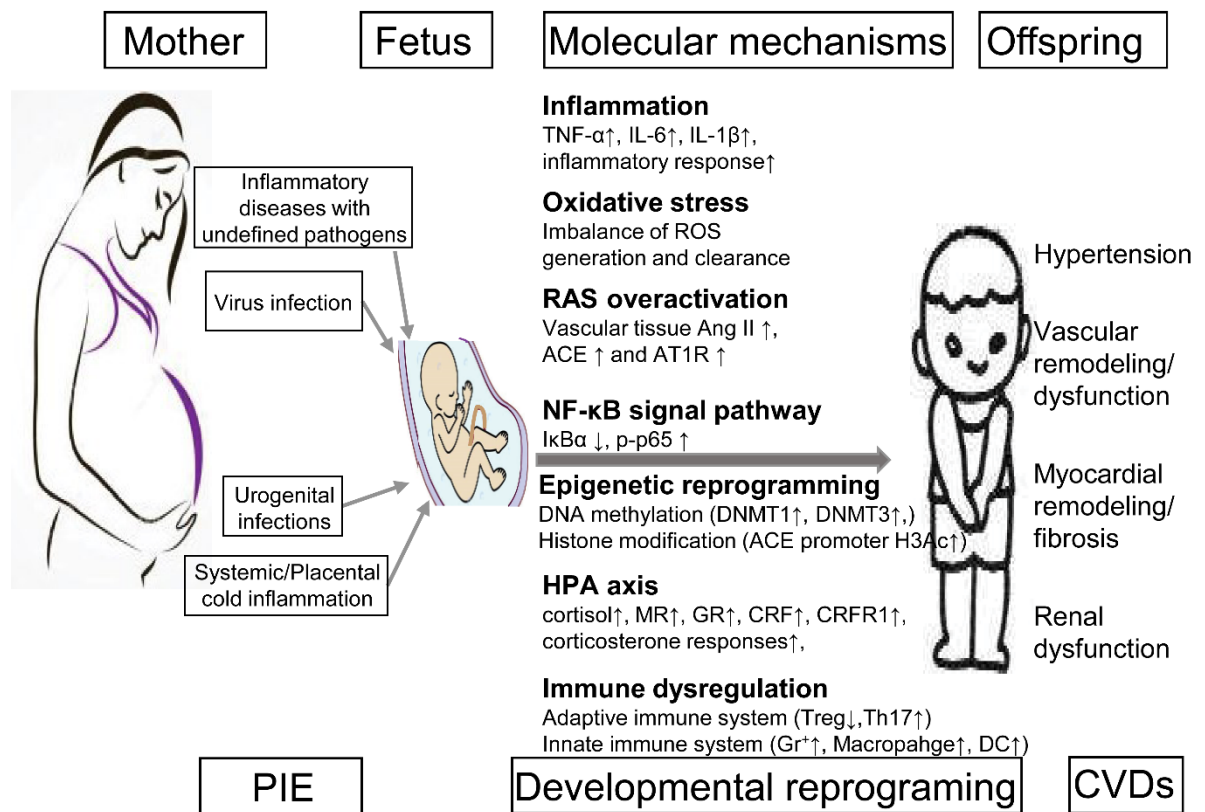 Mother
Fetus
Molecular mechanisms
Offspring
Inflammatory
diseases with
undefined pathogens
Virus infection
Urogenital
infections
Systemic/Placental
cold inflammation
Inflammation
TNF-α↑, IL-6↑, IL-1β↑,
inflammatory response↑
Oxidative stress
Imbalance of ROS
generation and clearance
RAS overactivation
Vascular tissue Ang II ↑,
ACE ↑ and AT1R ↑
NF-κB signal pathway
IκBα ↓, p-p65 ↑
Epigenetic reprogramming
DNA methylation (DNMT1↑, DNMT3↑,)
Histone modification (ACE promoter H3Ac↑)
HPA axis
cortisol↑, MR↑, GR↑, CRF↑, CRFR1↑,
corticosterone responses↑,
Immune dysregulation
Adaptive immune system (Treg↓,Th17↑)
Innate immune system (Gr⁺↑, Macropahge↑, DC↑)
Hypertension
Vascular
remodeling/
dysfunction
Myocardial
remodeling/
fibrosis
Renal
dysfunction
PIE
Developmental reprograming
CVDs